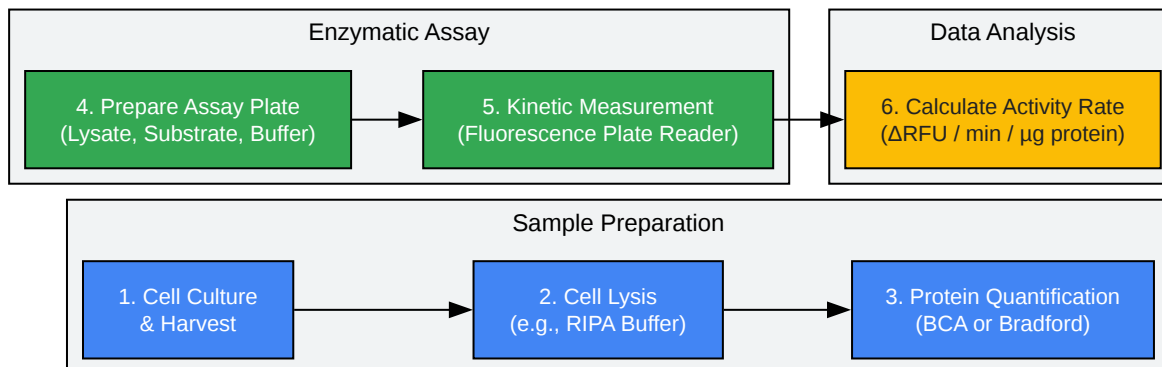 Enzymatic Assay
4. Prepare Assay Plate
(Lysate, Substrate, Buffer)
5. Kinetic Measurement
(Fluorescence Plate Reader)
Data Analysis
6. Calculate Activity Rate
(ΔRFU / min / µg protein)
Sample Preparation
1. Cell Culture
& Harvest
2. Cell Lysis
(e.g., RIPA Buffer)
3. Protein Quantification
(BCA or Bradford)